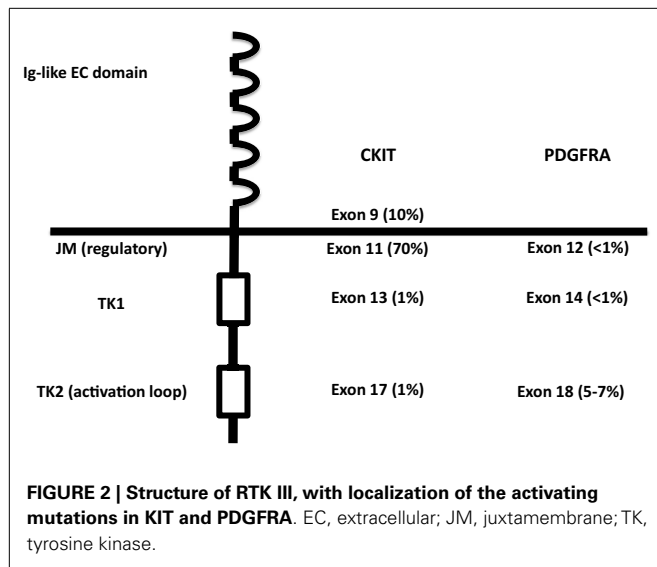 Ig-like EC domain
CKIT PDGFRA
Exon 9 (10%)
JM (regulatory) Exon 11 (70%) Exon 12 (<1%)
TK1 Exon 13 (1%) Exon 14 (<1%)
TK2 (activation loop) Exon 17 (1%) Exon 18 (5-7%)
FIGURE 2 | Structure of RTK III, with localization of the activating
mutations in KIT and PDGFRA. EC, extracellular; JM, juxtamembrane; TK,
tyrosine kinase.